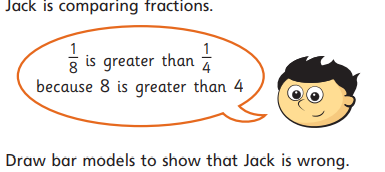 Jack is comparing fractions.
1/8 is greater than 1/4
because 8 is greater than 4
Draw bar models to show that Jack is wrong.